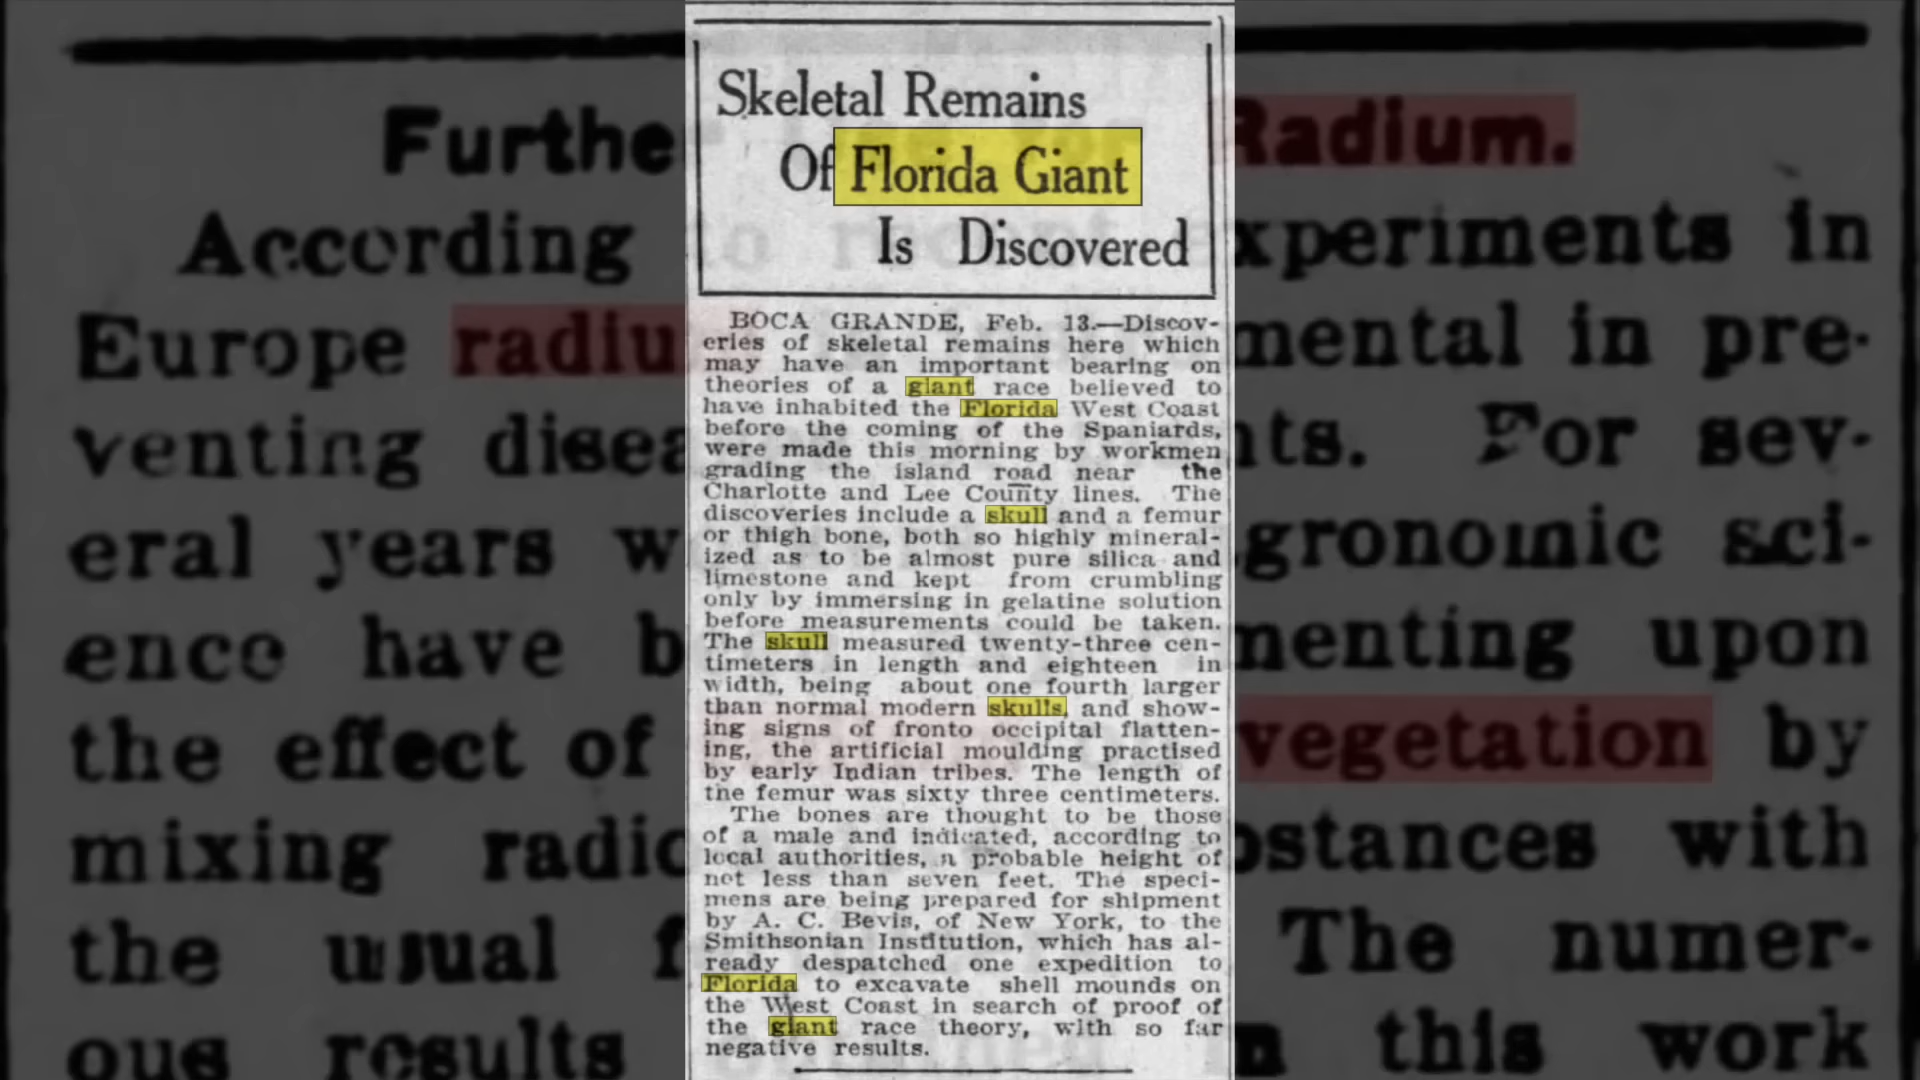 Skeletal Remains
Of Florida Giant
Is Discovered
BOCA GRANDE, Feb. 13.—Discov-
eries of skeletal remains here which
may have an important bearing on
theories of a giant race believed to
have inhabited the Florida West Coast
before the coming of the Spaniards,
were made this morning by workmen
grading the island road near the
Charlotte and Lee County lines. The
discoveries include a skull and a femur
or thigh bone, both so highly mineral-
ized as to be almost pure silica and
limestone and kept from crumbling
only by immersing in gelatine solution
before measurements could be taken.
The skull measured twenty-three cen-
timeters in length and eighteen in
width, being about one fourth larger
than normal modern skulls, and show-
ing signs of fronto occipital flatten-
ing, the artificial moulding practised
by early Indian tribes. The length of
the femur was sixty three centimeters.
The bones are thought to be those
of a male and indicated, according to
local authorities, a probable height of
not less than seven feet. The speci-
mens are being prepared for shipment
by A. C. Bevis, of New York, to the
Smithsonian Institution, which has al-
ready despatched one expedition to
Florida to excavate shell mounds on
the West Coast in search of proof of
the giant race theory, with so far
negative results.
Radium.
According
xperiments in
Europe radiu
mental in pre-
venting disea
nts. For sev-
eral years w
gronomic sci-
ence have b
menting upon
the effect of
vegetation by
mixing radio
bstances with
the usual f
The numer-
ous results
this work